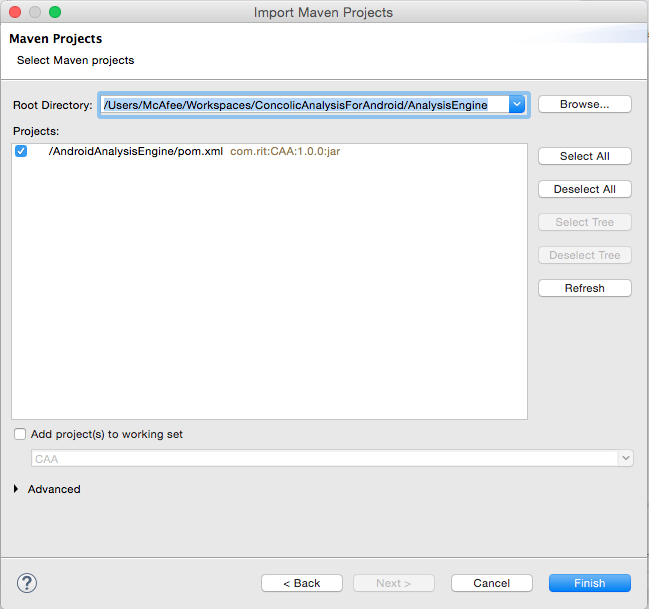 Import Maven Projects
Maven Projects
Select Maven projects
Root Directory: /Users/McAfee/Workspaces/ConcolicAnalysisForAndroid/AnalysisEngine Browse...
Projects:
/AndroidAnalysisEngine/pom.xml com.rit:CAA:1.0.0:jar
Select All
Deselect All
Select Tree
Deselect Tree
Refresh
Add project(s) to working set
CAA
Advanced
? < Back Next > Cancel Finish